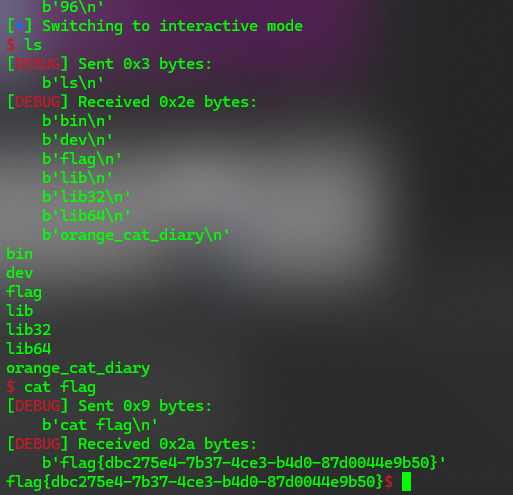 b'96\n'
[*] Switching to interactive mode
$ ls
[DEBUG] Sent 0x3 bytes:
b'ls\n'
[DEBUG] Received 0x2e bytes:
b'bin\n'
b'dev\n'
b'flag\n'
b'lib\n'
b'lib32\n'
b'lib64\n'
b'orange_cat_diary\n'
bin
dev
flag
lib
lib32
lib64
orange_cat_diary
$ cat flag
[DEBUG] Sent 0x9 bytes:
b'cat flag\n'
[DEBUG] Received 0x2a bytes:
b'flag{dbc275e4-7b37-4ce3-b4d0-87d0044e9b50}'
flag{dbc275e4-7b37-4ce3-b4d0-87d0044e9b50}$